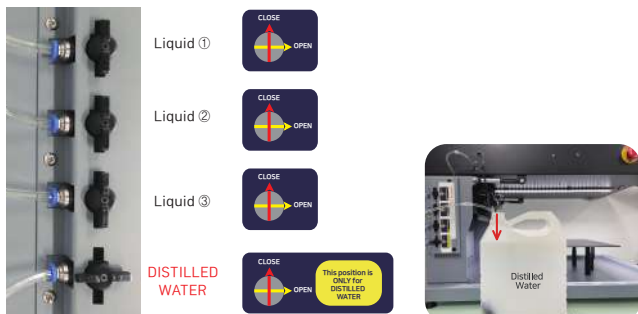 CLOSE
Liquid ①
OPEN
CLOSE
Liquid ②
OPEN
CLOSE
Liquid ③
OPEN
DISTILLED
WATER
CLOSE
OPEN
This position is
ONLY for
DISTILLED
WATER
Distilled
Water